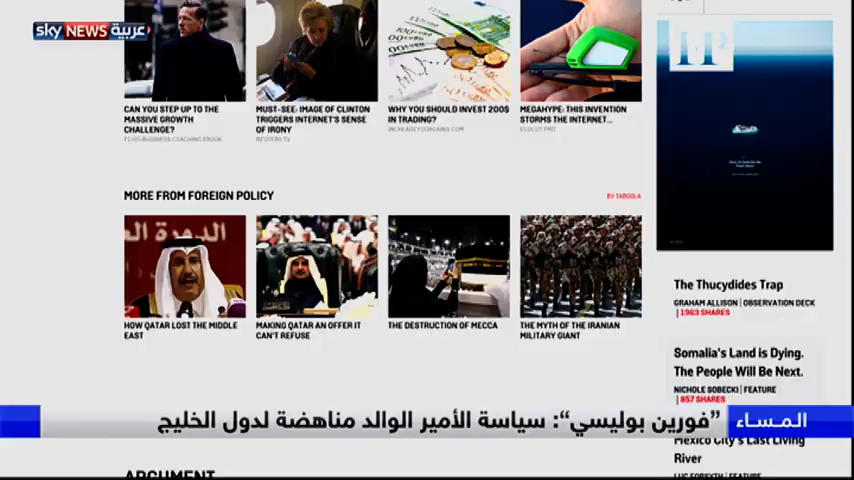 sky NEWS عربية
CAN YOU STEP UP TO THE
MASSIVE GROWTH
CHALLENGE?
MUST-SEE: IMAGE OF CLINTON
TRIGGERS INTERNET'S SENSE
OF IRONY
REUTERS TV
WHY YOU SHOULD INVEST 200$
IN TRADING?
MEGAHYPE: THIS INVENTION
STORMS THE INTERNET...
FP
MORE FROM FOREIGN POLICY
BY TABOOLA
HOW QATAR LOST THE MIDDLE
EAST
MAKING QATAR AN OFFER IT
CAN'T REFUSE
THE DESTRUCTION OF MECCA
THE MYTH OF THE IRANIAN
MILITARY GIANT
The Thucydides Trap
GRAHAM ALLISON | OBSERVATION DECK
| 1963 SHARES
Somalia's Land is Dying.
The People Will Be Next.
NICHOLE SOBECKI | FEATURE
| 857 SHARES
المساء
"فورين بوليسي": سياسة الأمير الوالد مناهضة لدول الخليج
Mexico City's Last Living
River
LUC FORSYTH | FEATURE
ARGUMENT